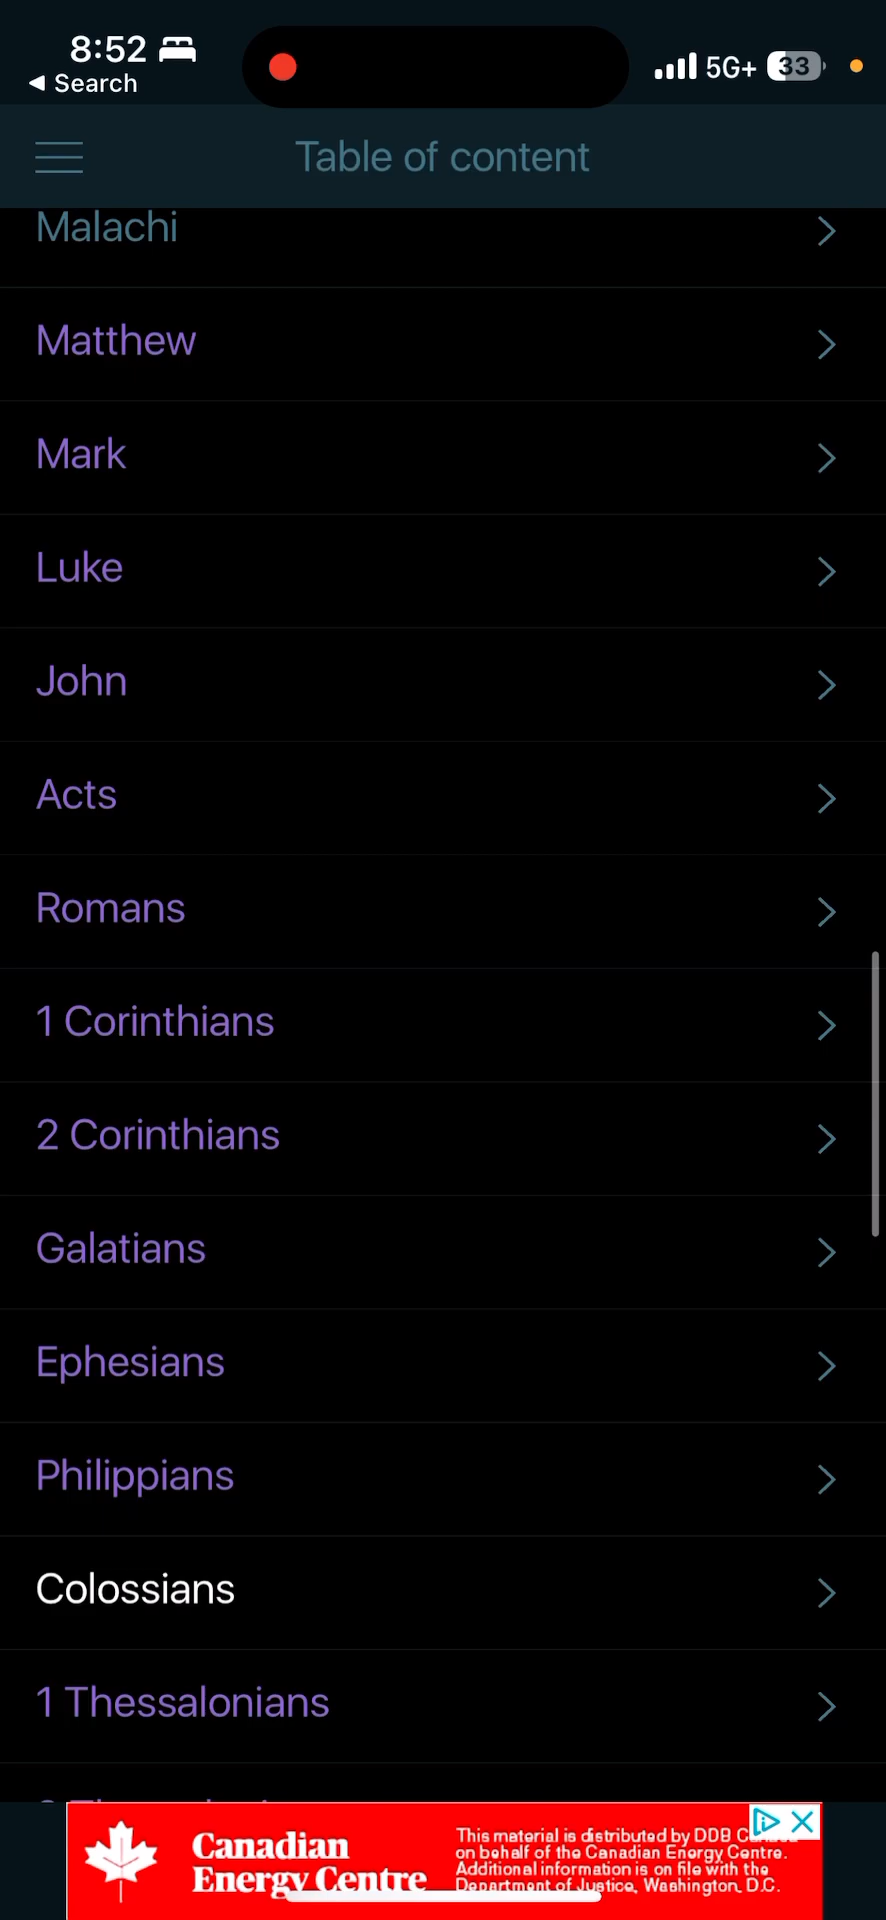 8:52
Search
5G+
33
Table of content
Malachi
Matthew
Mark
Luke
John
Acts
Romans
1 Corinthians
2 Corinthians
Galatians
Ephesians
Philippians
Colossians
1 Thessalonians
Canadian
Energy Centre
This material is distributed by DDB
on behalf of the Canadian Energy Centre.
Additional information is on file with the
Department of Justice, Washington, D.C.